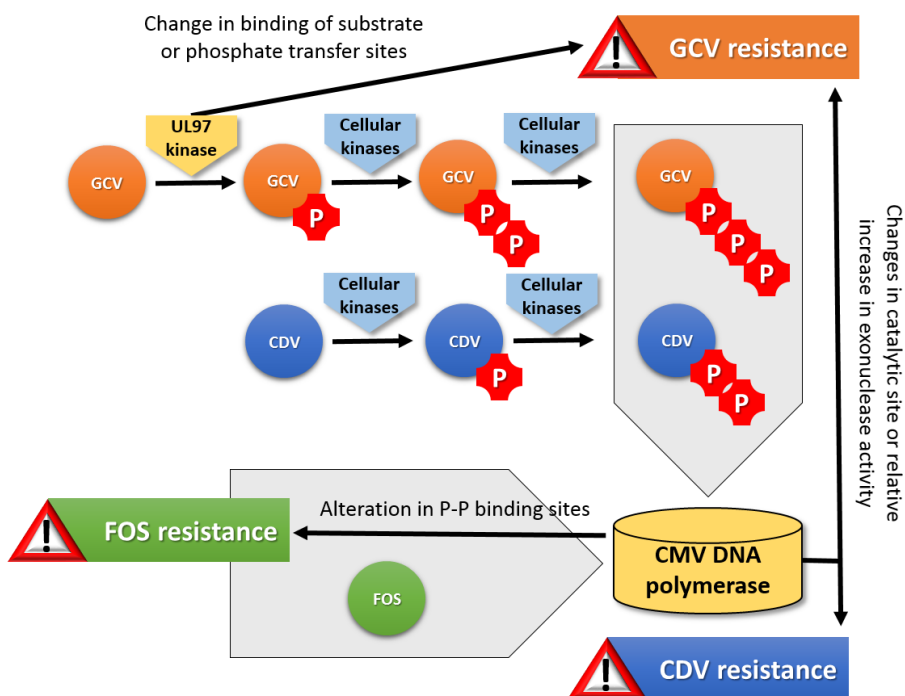 Change in binding of substrate
or phosphate transfer sites
! GCV resistance
UL97
kinase
Cellular
kinases
Cellular
kinases
GCV
GCV
P
GCV
P
P
GCV
P
P
P
Changes in catalytic site or relative
increase in exonuclease activity
Cellular
kinases
Cellular
kinases
CDV
CDV
P
CDV
P
P
! FOS resistance
Alteration in P-P binding sites
CMV DNA
polymerase
FOS
! CDV resistance